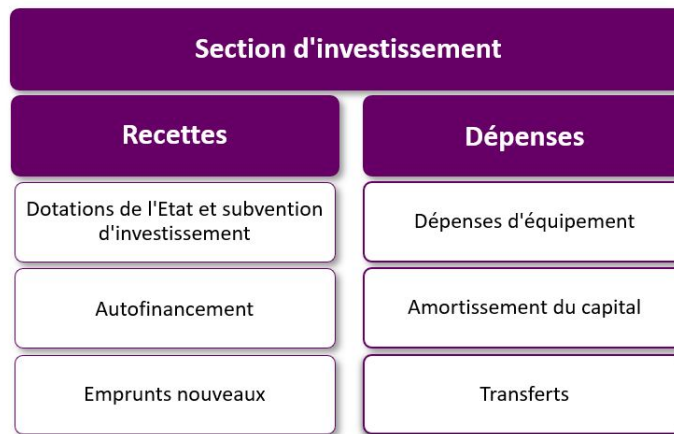 Section d'investissement
Recettes
Dépenses
Dotations de l'Etat et subvention
d'investissement
Dépenses d'équipement
Autofinancement
Amortissement du capital
Emprunts nouveaux
Transferts